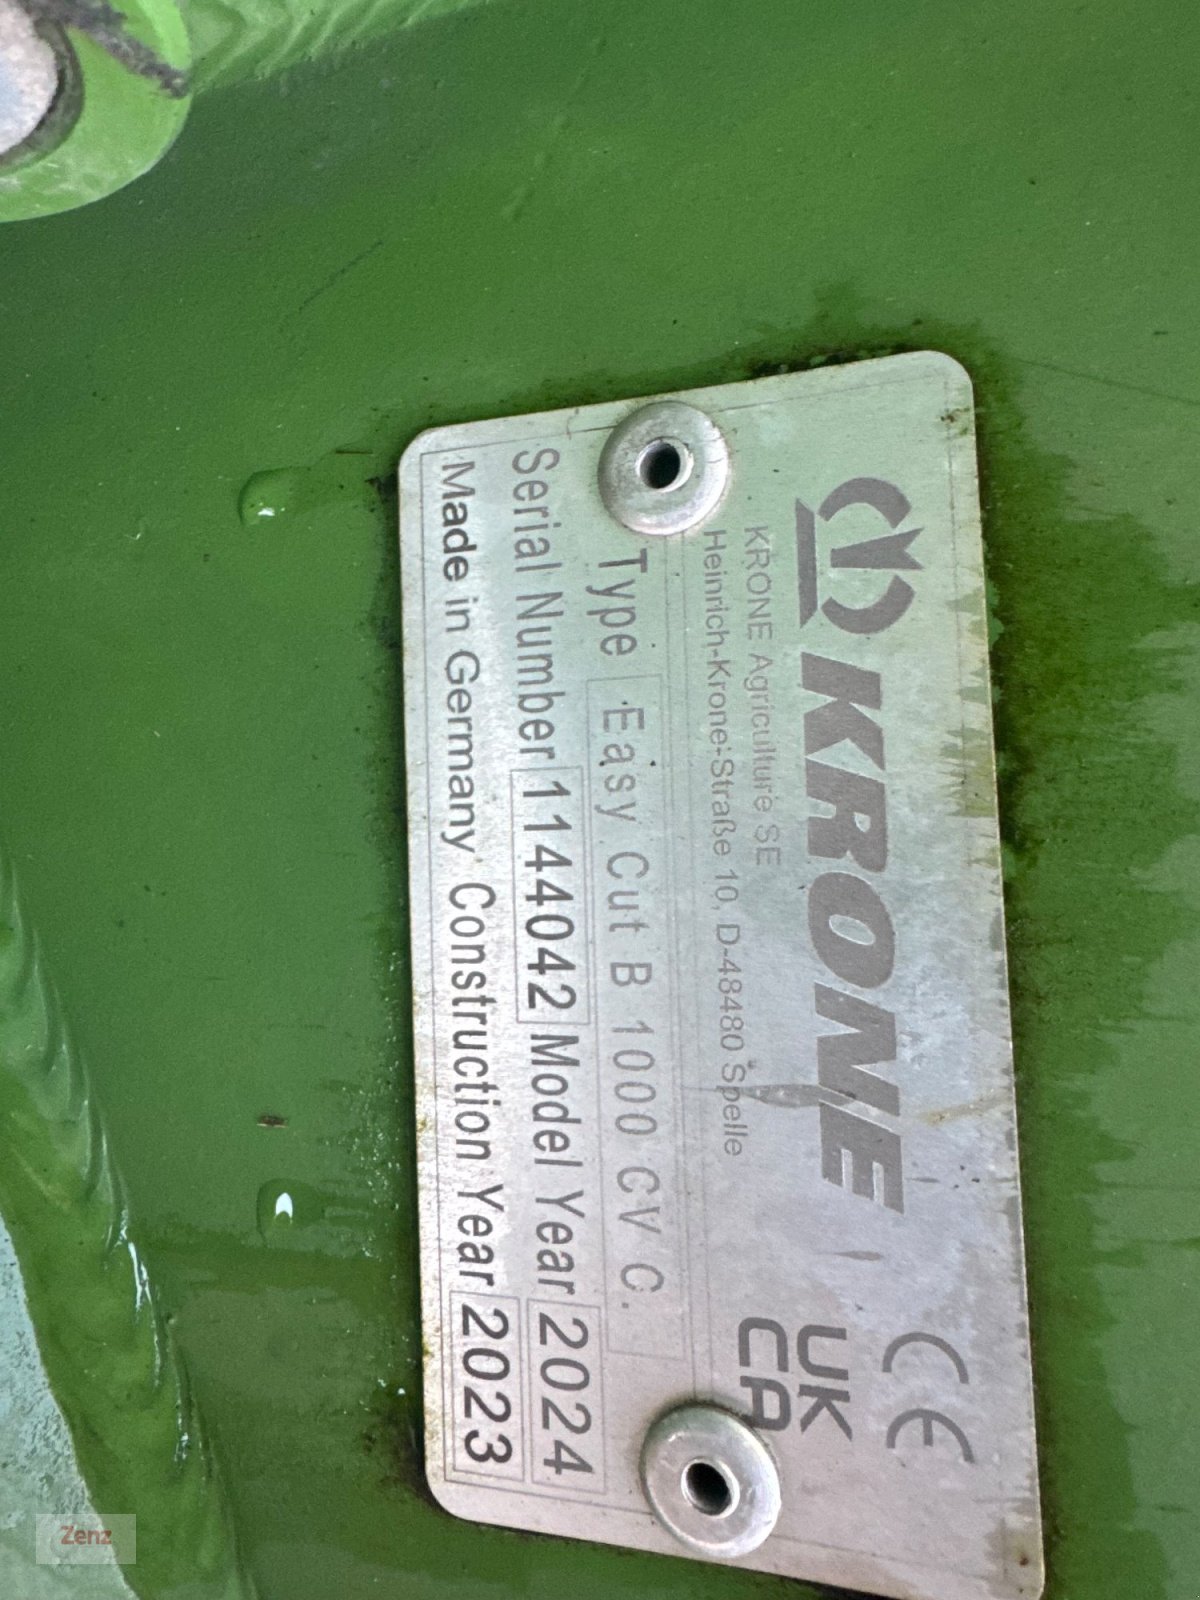 KRONE
CE
UK
CA
KRONE Agriculture SE
Heinrich-Krone-Straße 10, D-48480 Spelle
Type Easy Cut B 1000 CV C.
Serial Number 1144042 Model Year 2024
Made in Germany Construction Year 2023
Zenz